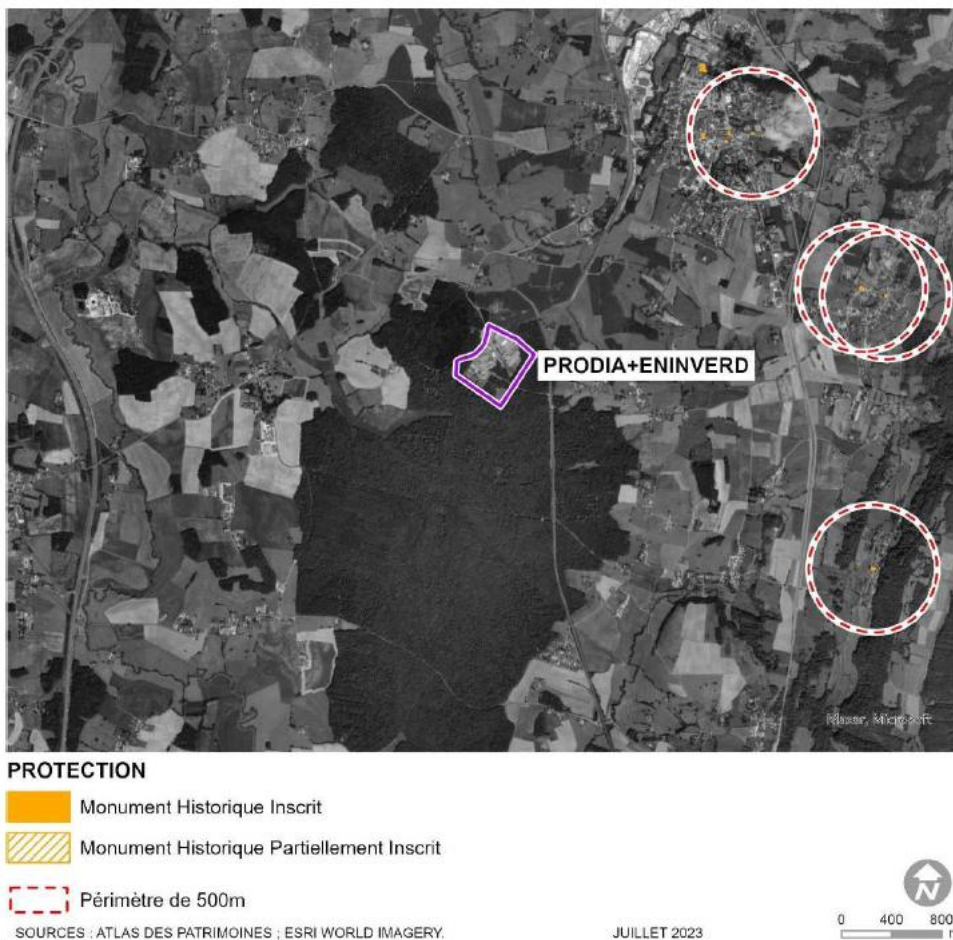 PRODIA+ENINVERD
Maxar, Microsoft
PROTECTION
Monument Historique Inscrit
Monument Historique Partiellement Inscrit
Périmètre de 500m
N
SOURCES : ATLAS DES PATRIMOINES ; ESRI WORLD IMAGERY. JUILLET 2023
0 400 800